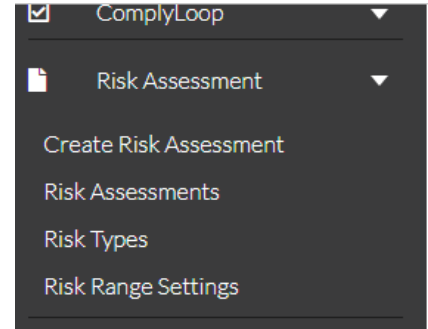 ComplyLoop
Risk Assessment
Create Risk Assessment
Risk Assessments
Risk Types
Risk Range Settings